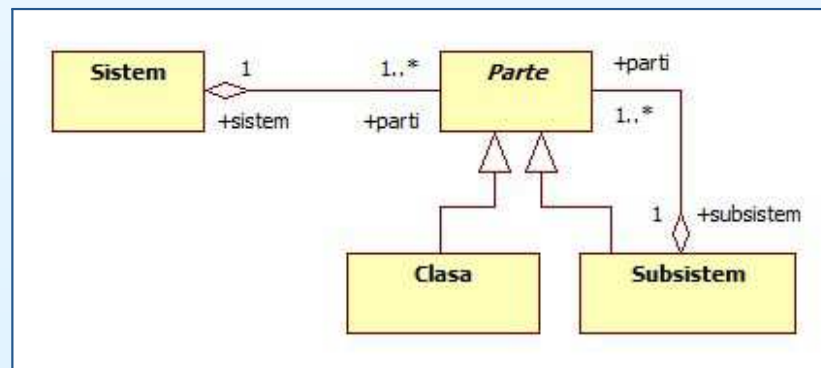 Sistem
1
+sistem
1..*
+parti
Parte
+parti
1..*
1
+subsistem
Clasa
Subsistem